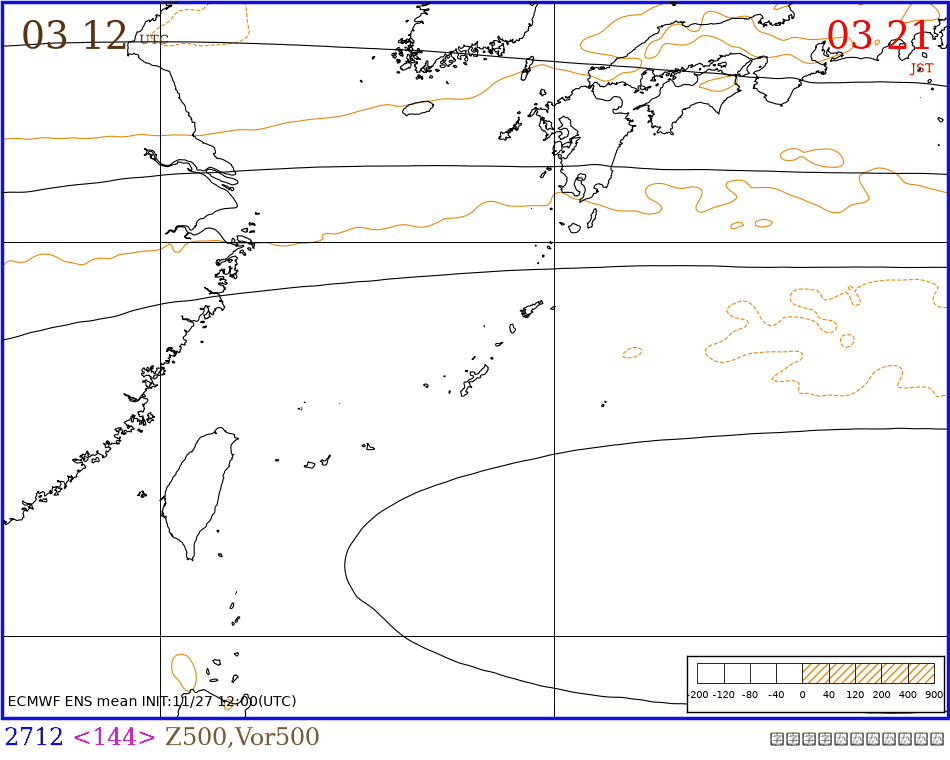 03 12 UTC 03 21
JST
-200 -120 -80 -40 0 40 120 200 400 900
ECMWF ENS mean INIT:11/27 12:00(UTC)
2712 <144> Z500,Vor500